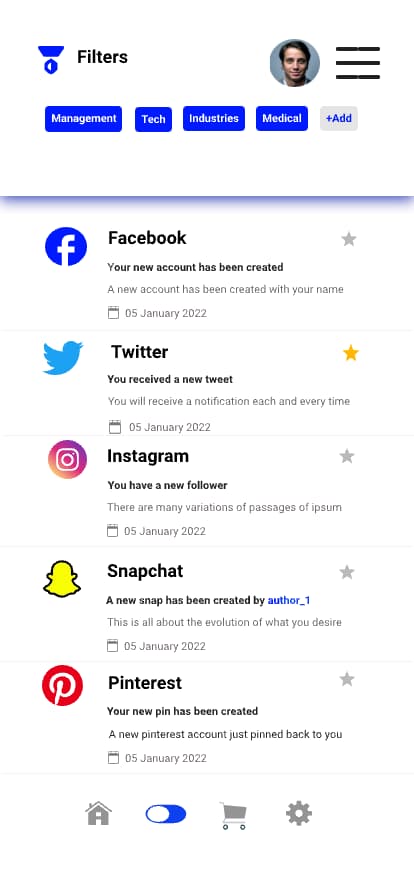 Filters
Management Tech Industries Medical +Add
Facebook
Your new account has been created
A new account has been created with your name
05 January 2022
Twitter
You received a new tweet
You will receive a notification each and every time
05 January 2022
Instagram
You have a new follower
There are many variations of passages of ipsum
05 January 2022
Snapchat
A new snap has been created by author_1
This is all about the evolution of what you desire
05 January 2022
Pinterest
Your new pin has been created
A new pinterest account just pinned back to you
05 January 2022